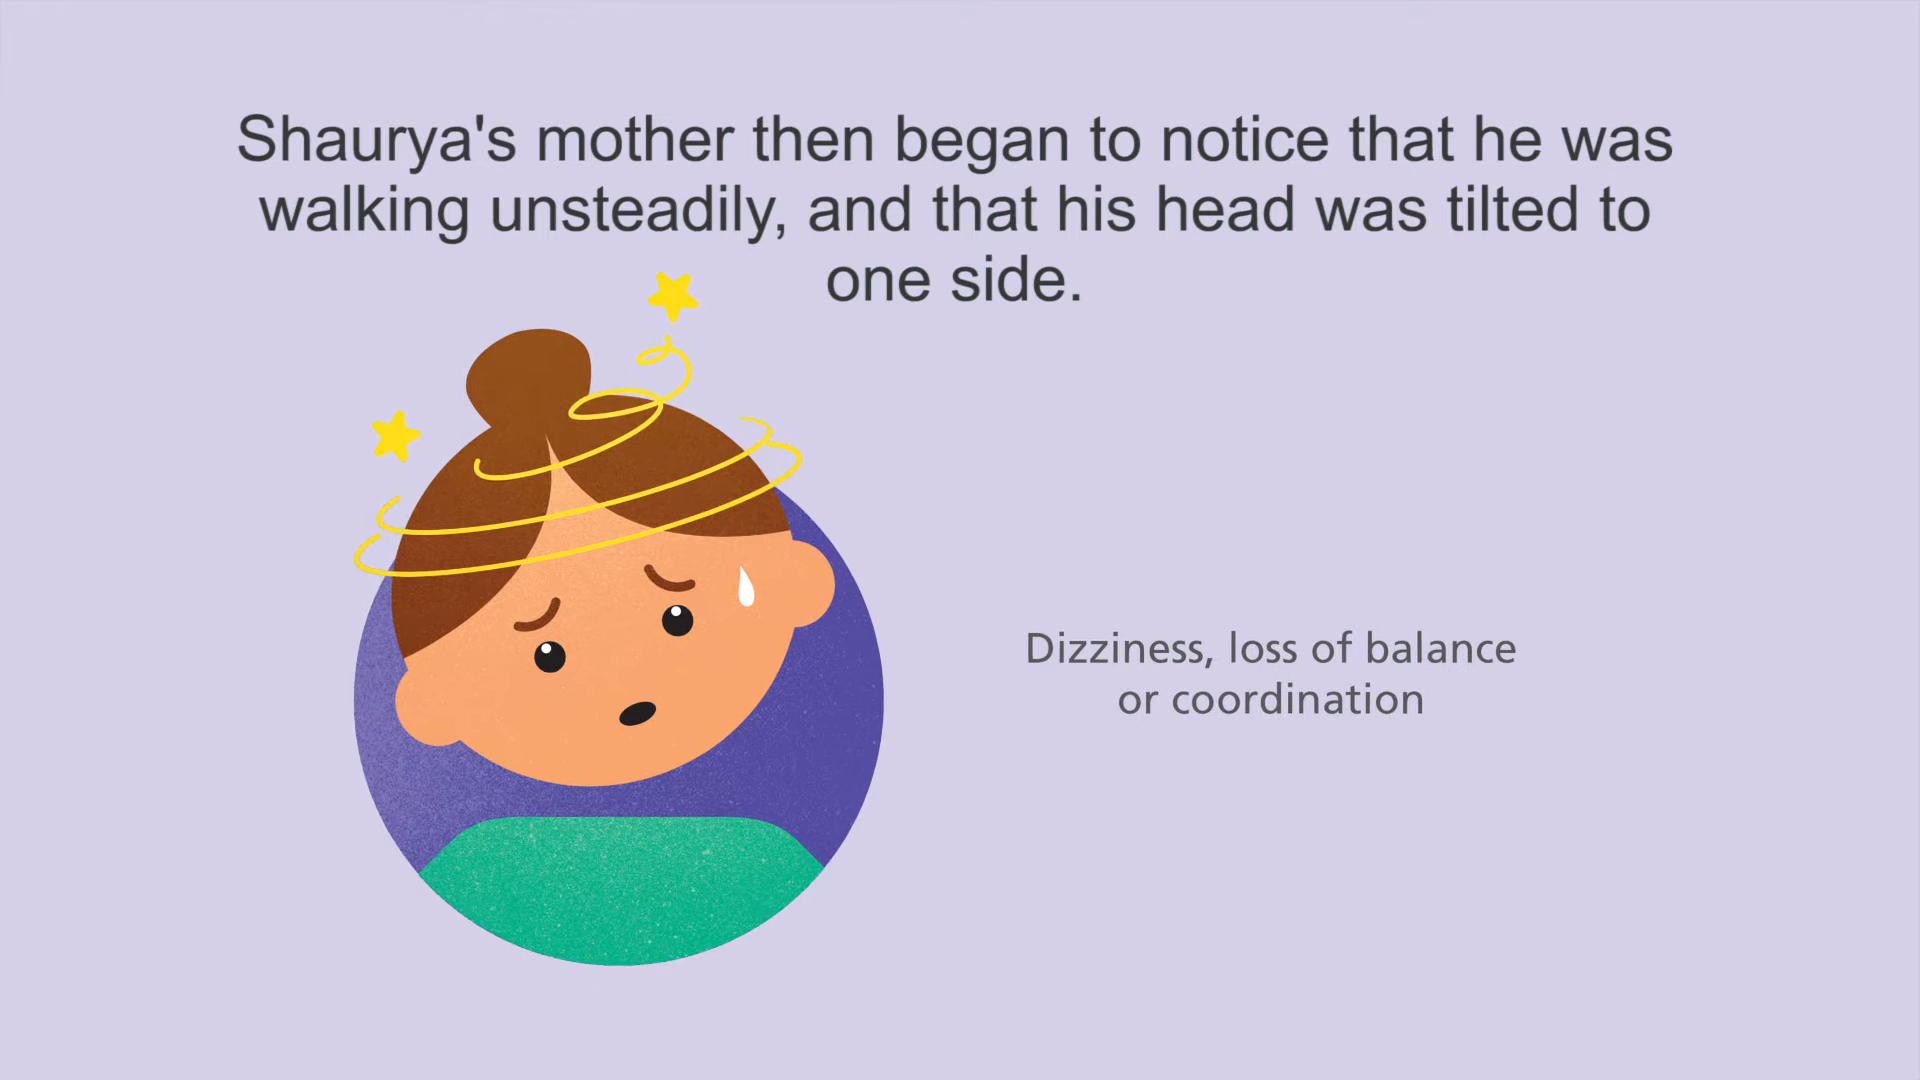 Shaurya's mother then began to notice that he was
walking unsteadily, and that his head was tilted to
one side.
Dizziness, loss of balance
or coordination